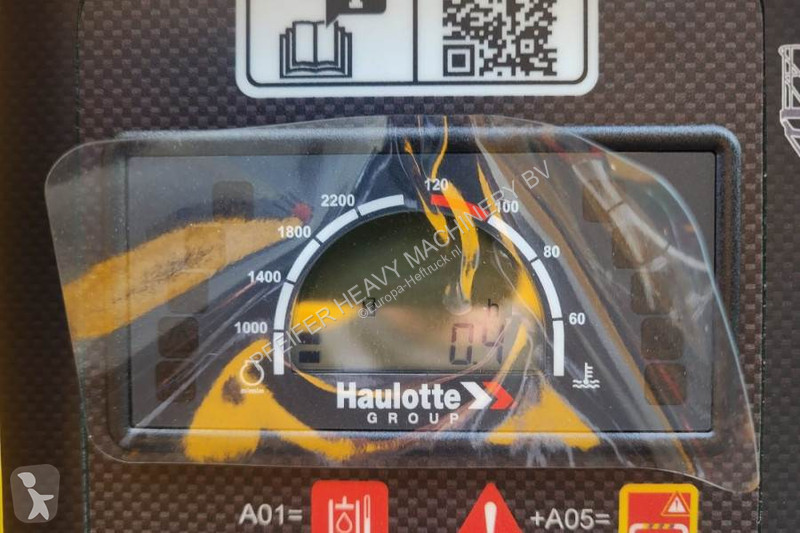 2200
120
1800
100
1400
80
1000
60
h
0.4
Haulotte
GROUP
A01=
+A05=
PFEIFER HEAVY MACHINERY BV
©Europa-Heftruck.nl